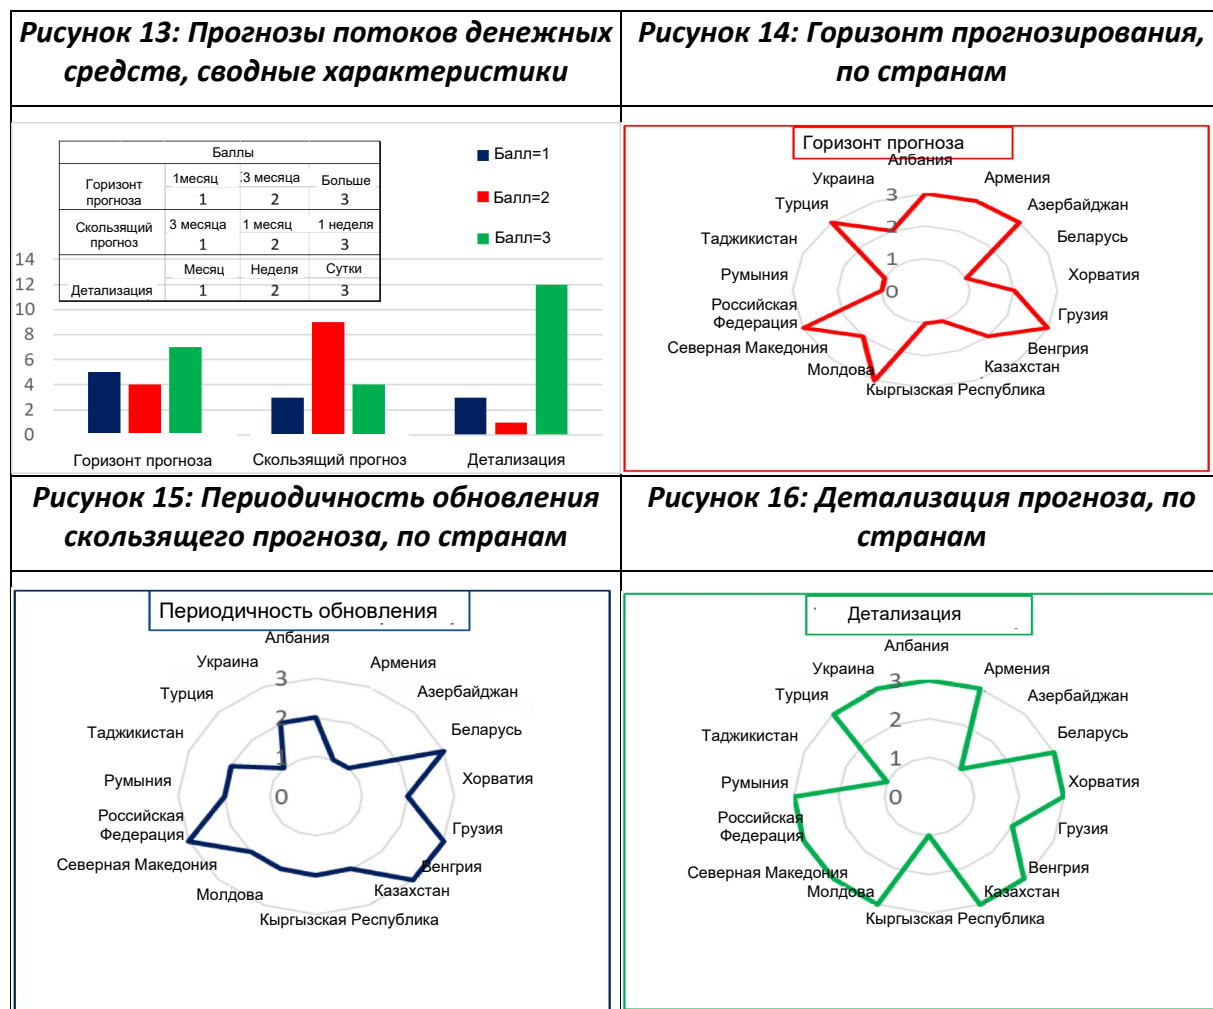 Рисунок 13: Прогнозы потоков денежных
средств, сводные характеристики
Рисунок 14: Горизонт прогнозирования,
по странам
Баллы
Горизонт
прогноза
1месяц
3 месяца
Больше
1
2
3
Скользящий
прогноз
3 месяца
1 месяц
1 неделя
1
2
3
Месяц
Неделя
Сутки
Детализация
1
2
3
Балл=1
Балл=2
Балл=3
14
12
10
8
6
4
2
0
Горизонт прогноза
Скользящий прогноз
Детализация
Горизонт прогноза
Албания
Армения
Азербайджан
Беларусь
Хорватия
Грузия
Венгрия
Казахстан
Кыргызская Республика
Молдова
Северная Македония
Российская
Федерация
Румыния
Таджикистан
Турция
Украина
3
2
1
0
Рисунок 15: Периодичность обновления
скользящего прогноза, по странам
Рисунок 16: Детализация прогноза, по
странам
Периодичность обновления
Албания
Армения
Азербайджан
Беларусь
Хорватия
Грузия
Венгрия
Казахстан
Кыргызская Республика
Молдова
Северная Македония
Российская
Федерация
Румыния
Таджикистан
Турция
Украина
3
2
1
0
Детализация
Албания
Армения
Азербайджан
Беларусь
Хорватия
Грузия
Венгрия
Казахстан
Кыргызская Республика
Молдова
Северная Македония
Российская
Федерация
Румыния
Таджикистан
Турция
Украина
3
2
1
0